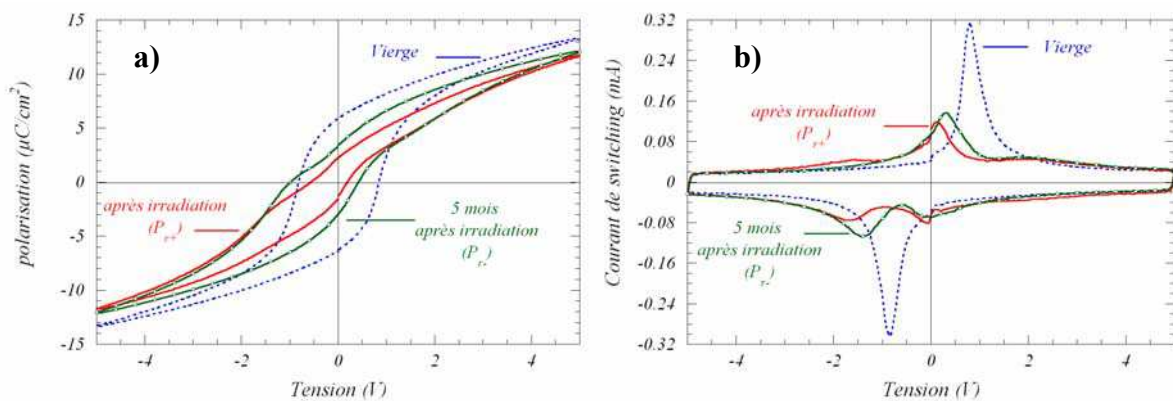 a)
Vierge
polarisation (µC/cm²)
15
10
5
0
-5
-10
-15
après irradiation
(Pr+)
5 mois
après irradiation
(Pr-)
-4
-2
0
2
4
Tension (V)
b)
Vierge
Courant de switching (mA)
0.32
0.24
0.16
0.08
0
-0.08
-0.16
-0.24
-0.32
après irradiation
(Pr+)
5 mois
après irradiation
(Pr-)
-4
-2
0
2
4
Tension (V)